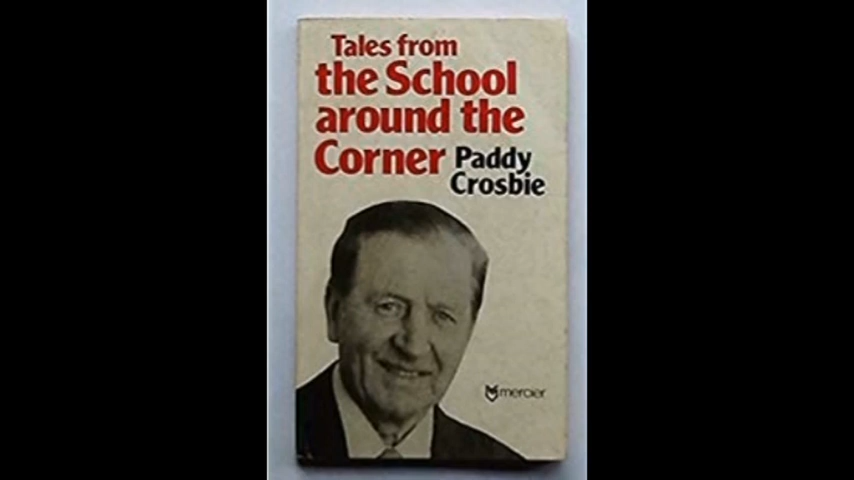 Tales from
the School
around the
Corner Paddy
Crosbie
mercier